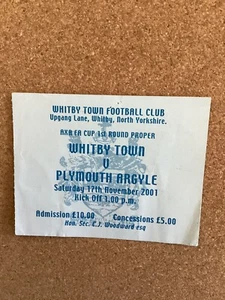 WHITBY TOWN FOOTBALL CLUB
Upgang Lane, Whitby, North Yorkshire.
AXA FA CUP 1st ROUND PROPER
WHITBY TOWN
V
PLYMOUTH ARGYLE
Saturday 17th November 2001
Kick Off 3.00 p.m.
Admission £10.00 Concessions £5.00
Hon. Sec. C.J. Woodward esq